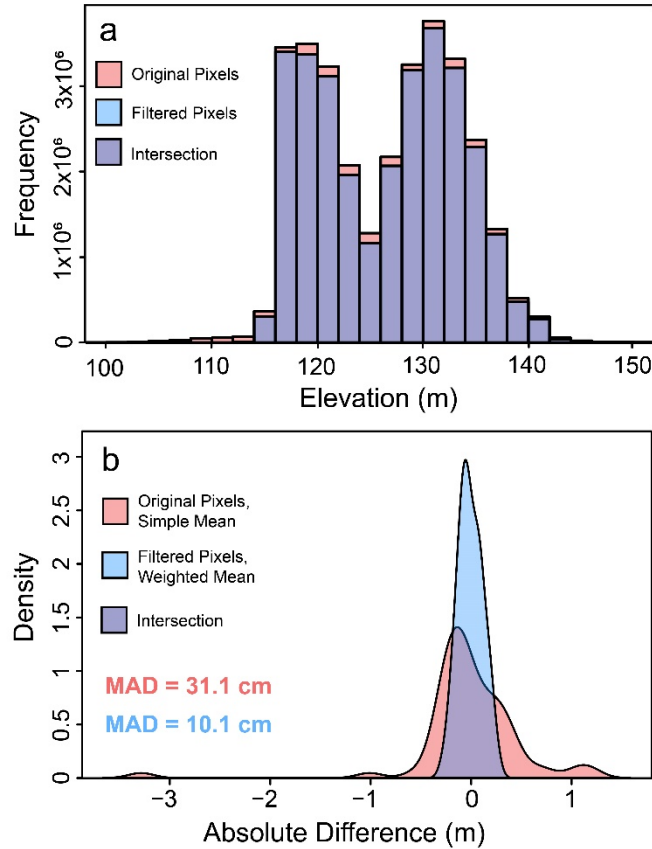 a
Original Pixels
Filtered Pixels
Intersection
Frequency
3x10⁶
2x10⁶
1x10⁶
0
100
110
120
130
140
150
Elevation (m)
b
Original Pixels,
Simple Mean
Filtered Pixels,
Weighted Mean
Intersection
MAD = 31.1 cm
MAD = 10.1 cm
Density
3
2.5
2
1.5
1
0.5
0
−3
−2
−1
0
1
Absolute Difference (m)